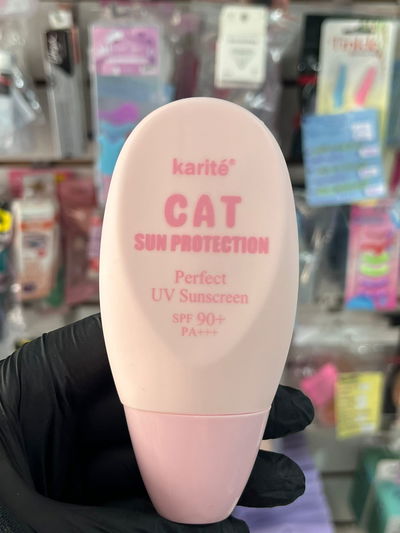 karité®
CAT
SUN PROTECTION
Perfect
UV Sunscreen
SPF 90+
PA+++